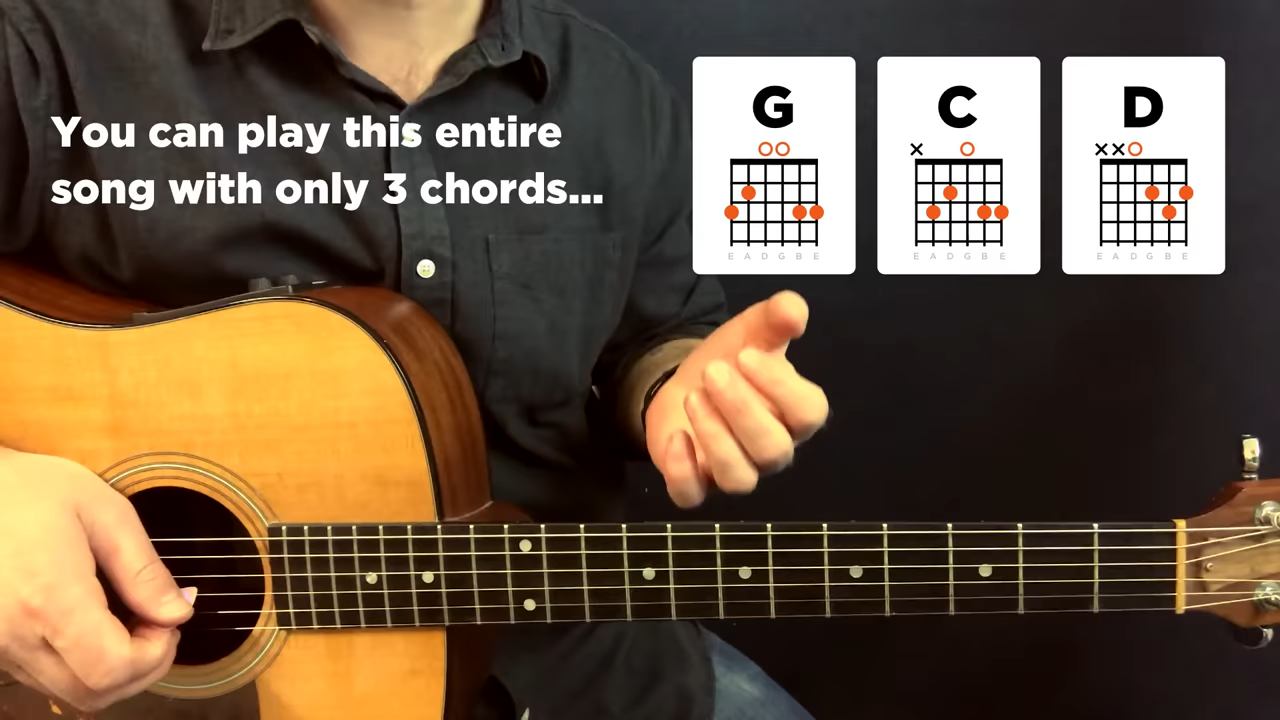 You can play this entire
song with only 3 chords...
G
E A D G B E
C
E A D G B E
D
E A D G B E